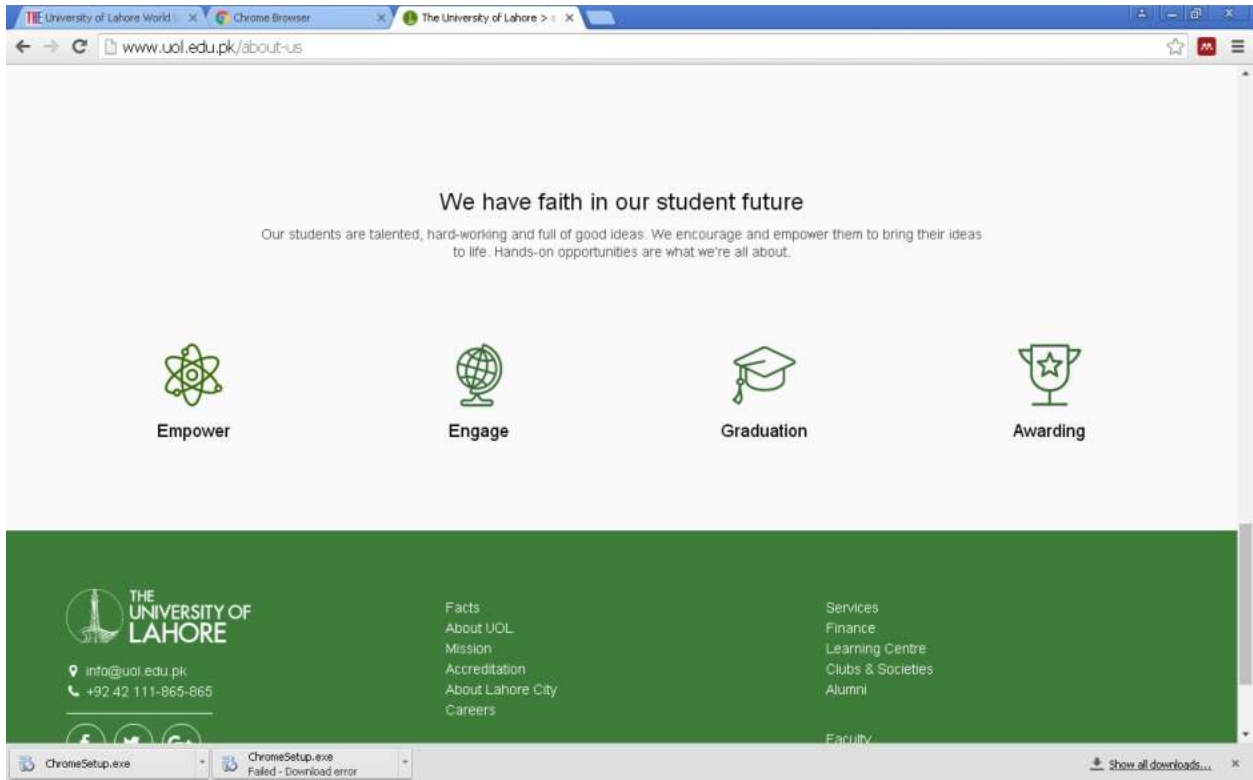 THE University of Lahore World
Chrome Browser
The University of Lahore >
www.uol.edu.pk/about-us
We have faith in our student future
Our students are talented, hard-working and full of good ideas. We encourage and empower them to bring their ideas
to life. Hands-on opportunities are what we're all about.
Empower
Engage
Graduation
Awarding
THE
UNIVERSITY OF
LAHORE
info@uol.edu.pk
+92 42 111-865-865
Facts
About UOL
Mission
Accreditation
About Lahore City
Careers
Services
Finance
Learning Centre
Clubs & Societies
Alumni
Faculty
ChromeSetup.exe
ChromeSetup.exe
Failed - Download error
Show all downloads...